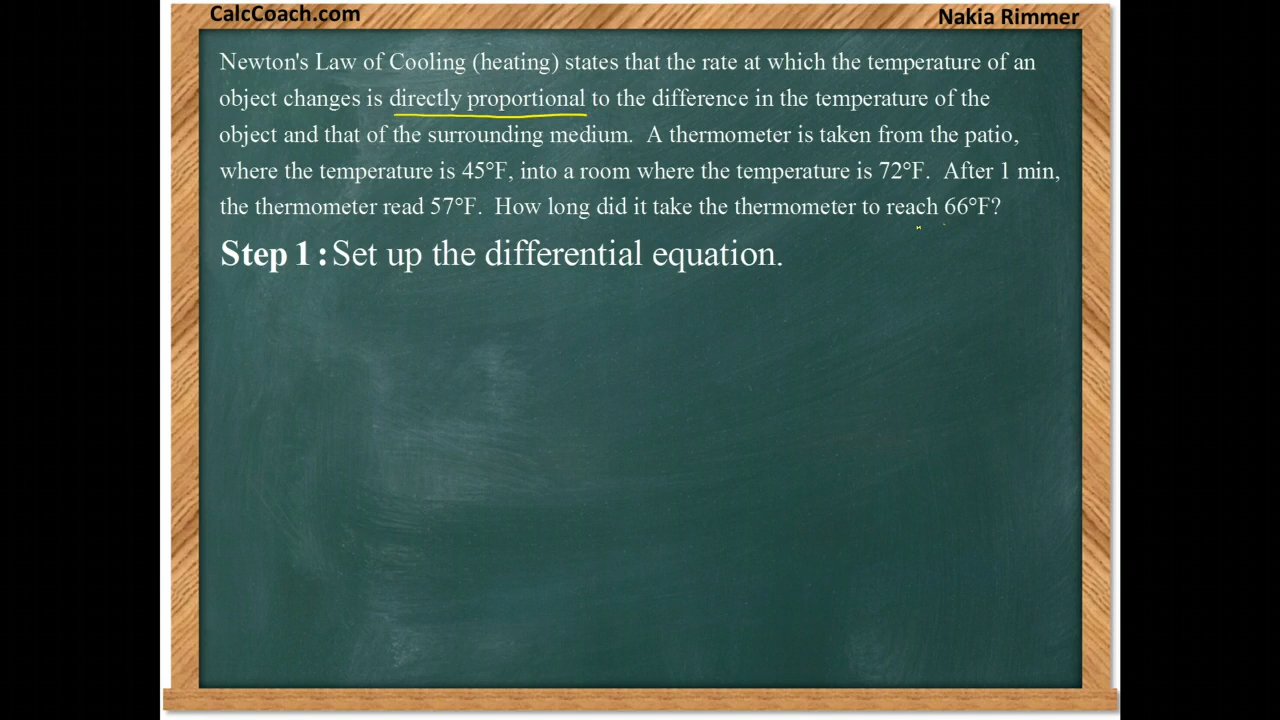 CalcCoach.com
Nakia Rimmer
Newton's Law of Cooling (heating) states that the rate at which the temperature of an
object changes is directly proportional to the difference in the temperature of the
object and that of the surrounding medium. A thermometer is taken from the patio,
where the temperature is 45°F, into a room where the temperature is 72°F. After 1 min,
the thermometer read 57°F. How long did it take the thermometer to reach 66°F?
Step 1 : Set up the differential equation.